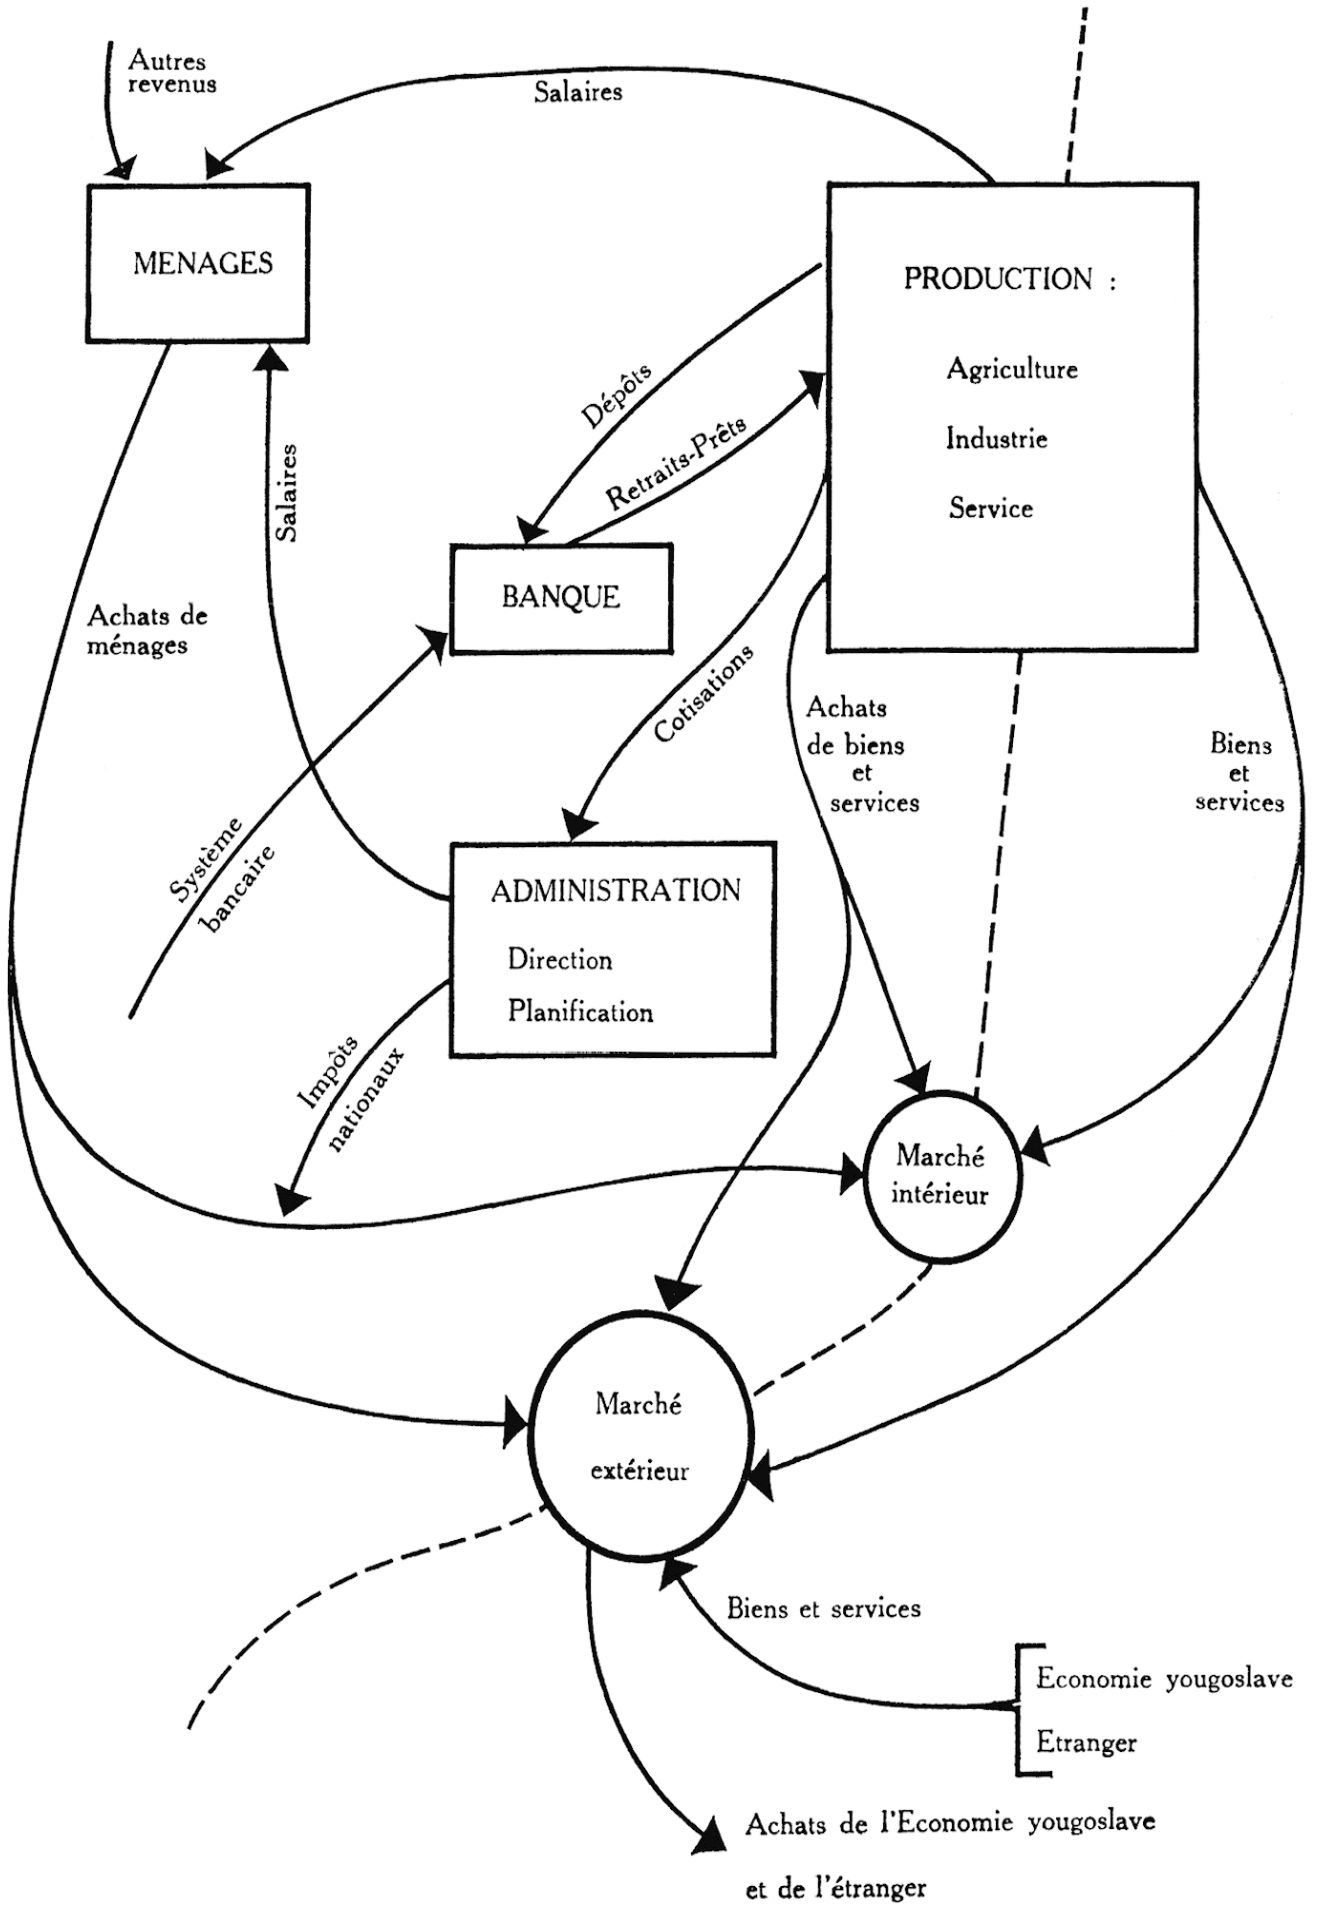 Autres
revenus
Salaires
MENAGES
PRODUCTION :
Agriculture
Industrie
Service
Dépôts
Retraits-Prêts
Salaires
BANQUE
Achats de
ménages
Cotisations
Achats
de biens
et
services
Biens
et
services
Système
bancaire
ADMINISTRATION
Direction
Planification
Impôts
nationaux
Marché
intérieur
Marché
extérieur
Biens et services
Economie yougoslave
Etranger
Achats de l'Economie yougoslave
et de l'étranger